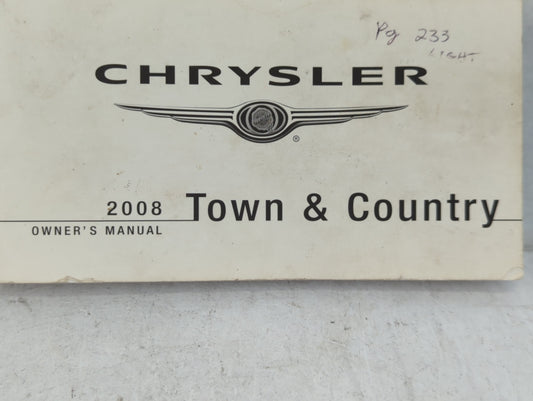 Pg 233
LIGHT.
CHRYSLER
®
2008 Town & Country
OWNER'S MANUAL